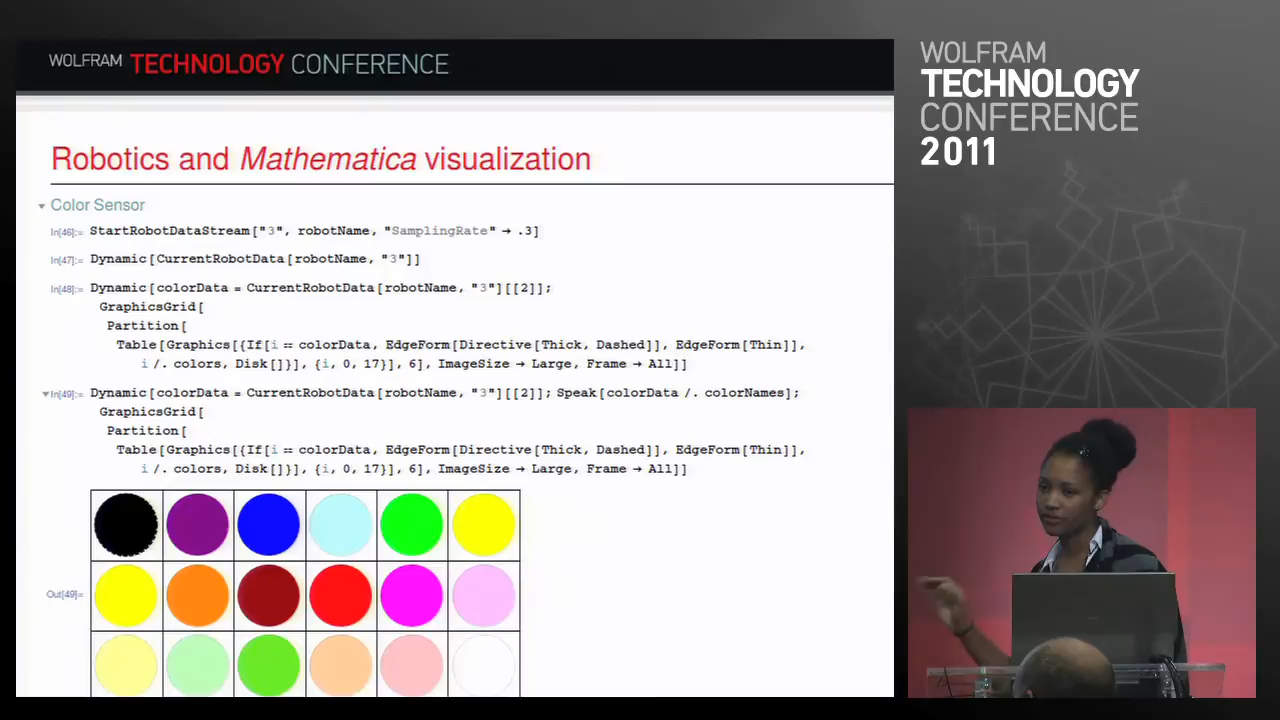 WOLFRAM TECHNOLOGY CONFERENCE
Robotics and Mathematica visualization
Color Sensor
In[46]:= StartRobotDataStream["3", robotName, "SamplingRate" → .3]
In[47]:= Dynamic[CurrentRobotData[robotName, "3"]]
In[48]:= Dynamic[colorData = CurrentRobotData[robotName, "3"][[2]];
GraphicsGrid[
Partition[
Table[Graphics[{If[i == colorData, EdgeForm[Directive[Thick, Dashed]], EdgeForm[Thin]],
i /. colors, Disk[]}], {i, 0, 17}], 6], ImageSize → Large, Frame → All]]
In[49]:= Dynamic[colorData = CurrentRobotData[robotName, "3"][[2]]; Speak[colorData /. colorNames];
GraphicsGrid[
Partition[
Table[Graphics[{If[i == colorData, EdgeForm[Directive[Thick, Dashed]], EdgeForm[Thin]],
i /. colors, Disk[]}], {i, 0, 17}], 6], ImageSize → Large, Frame → All]]
Out[49]=
WOLFRAM
TECHNOLOGY
CONFERENCE
2011